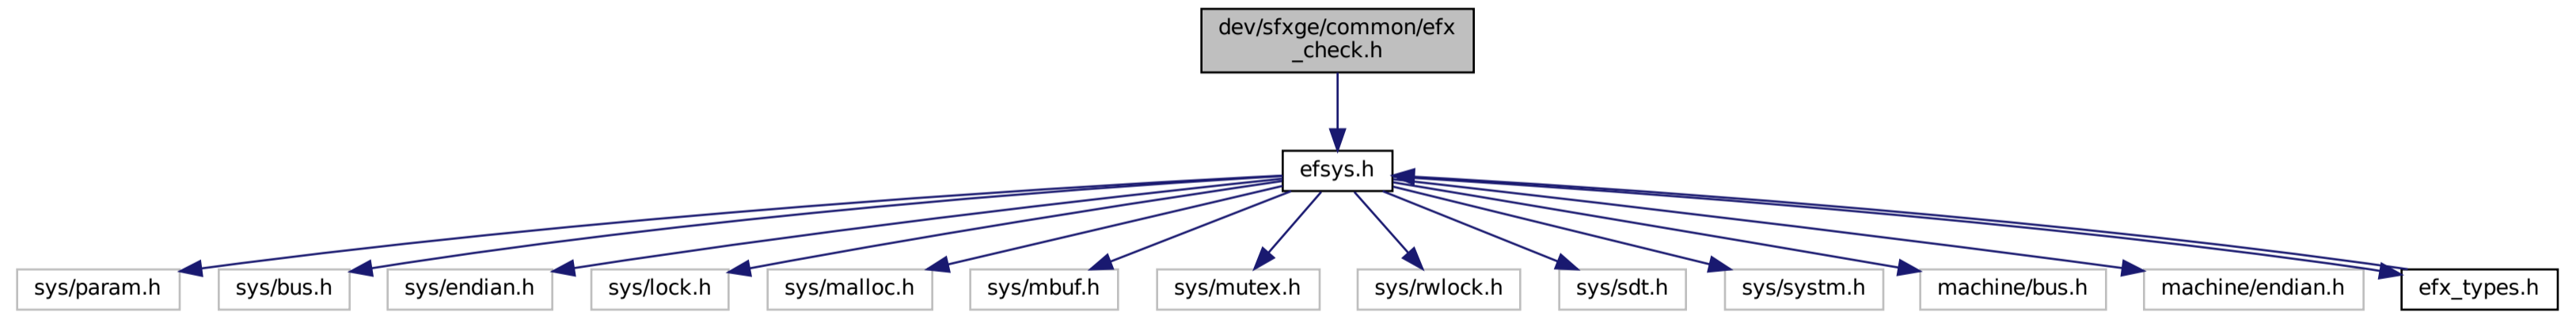 dev/sfxge/common/efx
_check.h
efsys.h
sys/param.h
sys/bus.h
sys/endian.h
sys/lock.h
sys/malloc.h
sys/mbuf.h
sys/mutex.h
sys/rwlock.h
sys/sdt.h
sys/systm.h
machine/bus.h
machine/endian.h
efx_types.h